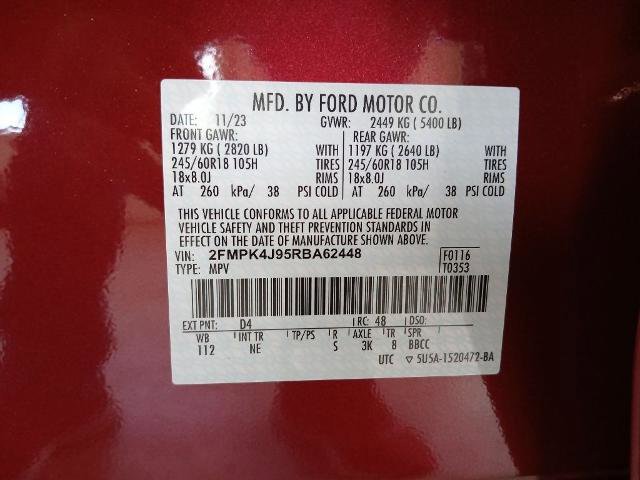 MFD. BY FORD MOTOR CO.
DATE: 11/23 GVWR: 2449 KG ( 5400 LB)
FRONT GAWR: REAR GAWR:
1279 KG ( 2820 LB) WITH 1197 KG ( 2640 LB) WITH
245/60R18 105H TIRES 245/60R18 105H TIRES
18x8.0J RIMS 18x8.0J RIMS
AT 260 kPa/ 38 PSI COLD AT 260 kPa/ 38 PSI COLD
THIS VEHICLE CONFORMS TO ALL APPLICABLE FEDERAL MOTOR
VEHICLE SAFETY AND THEFT PREVENTION STANDARDS IN
EFFECT ON THE DATE OF MANUFACTURE SHOWN ABOVE.
VIN: 2FMPK4J95RBA62448 F0116
TYPE: MPV T0353
EXT PNT: D4 RC: 48 DSO:
WB INT TR TP/PS R AXLE TR SPR
112 NE S 3K 8 BBCC
UTC 5U5A-1520472-BA